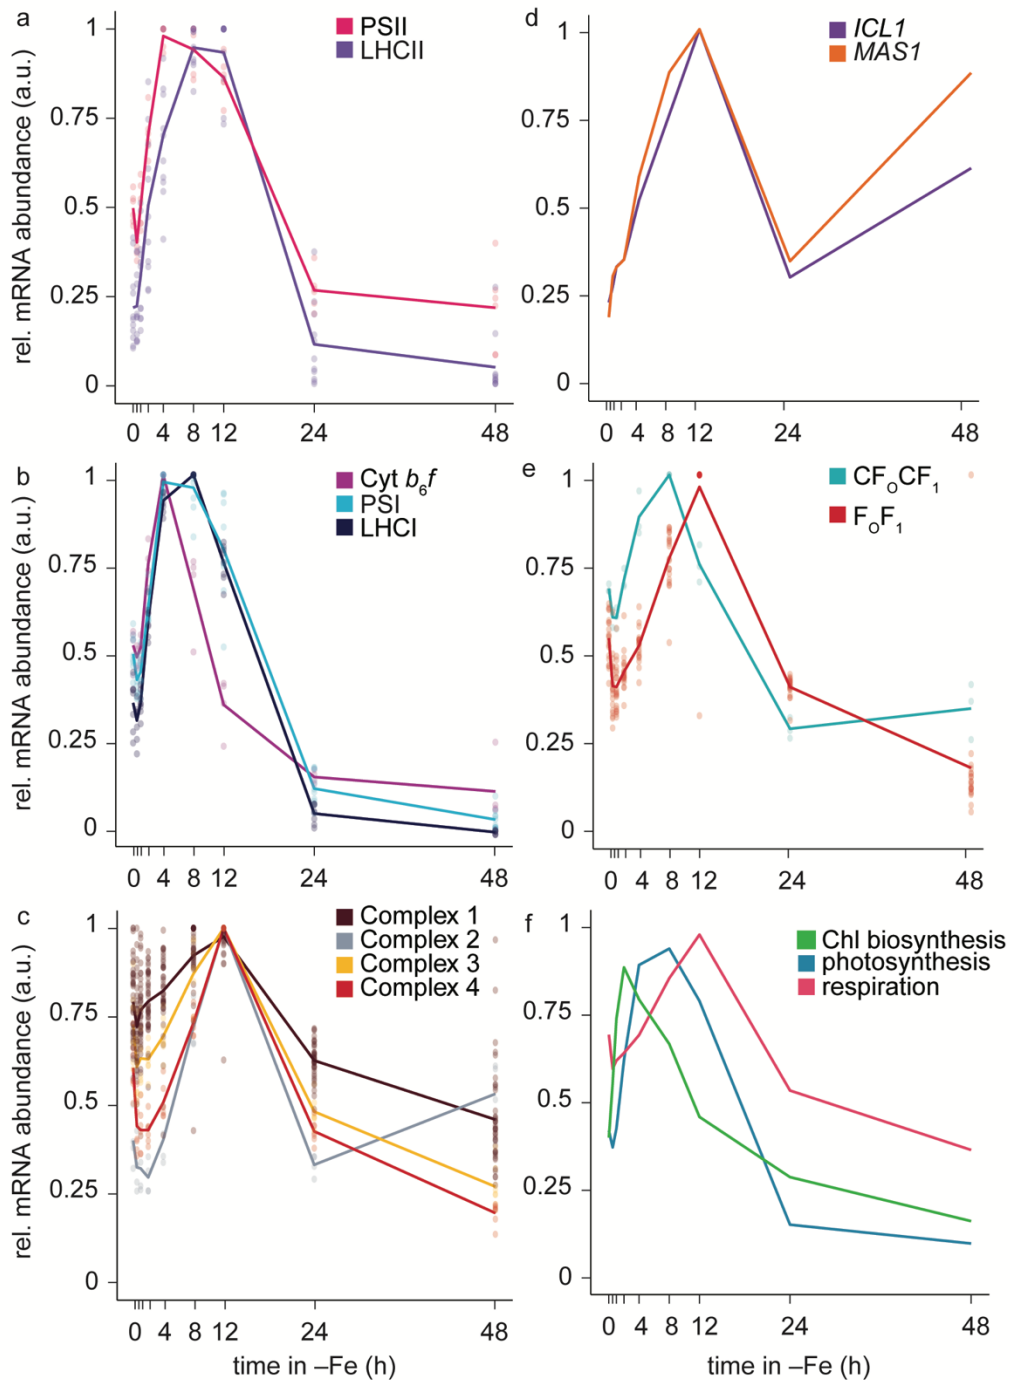 a
rel. mRNA abundance (a.u.)
1
0.75
0.5
0.25
0
PSII
LHCII
0 4 8 12 24 48
d
1
0.75
0.5
0.25
0
ICL1
MAS1
0 4 8 12 24 48
b
rel. mRNA abundance (a.u.)
1
0.75
0.5
0.25
0
Cyt b₆f
PSI
LHCI
0 4 8 12 24 48
e
1
0.75
0.5
0.25
0
CFₒCF₁
FₒF₁
0 4 8 12 24 48
c
rel. mRNA abundance (a.u.)
1
0.75
0.5
0.25
0
Complex 1
Complex 2
Complex 3
Complex 4
0 4 8 12 24 48
time in –Fe (h)
f
1
0.75
0.5
0.25
0
Chl biosynthesis
photosynthesis
respiration
0 4 8 12 24 48
time in –Fe (h)